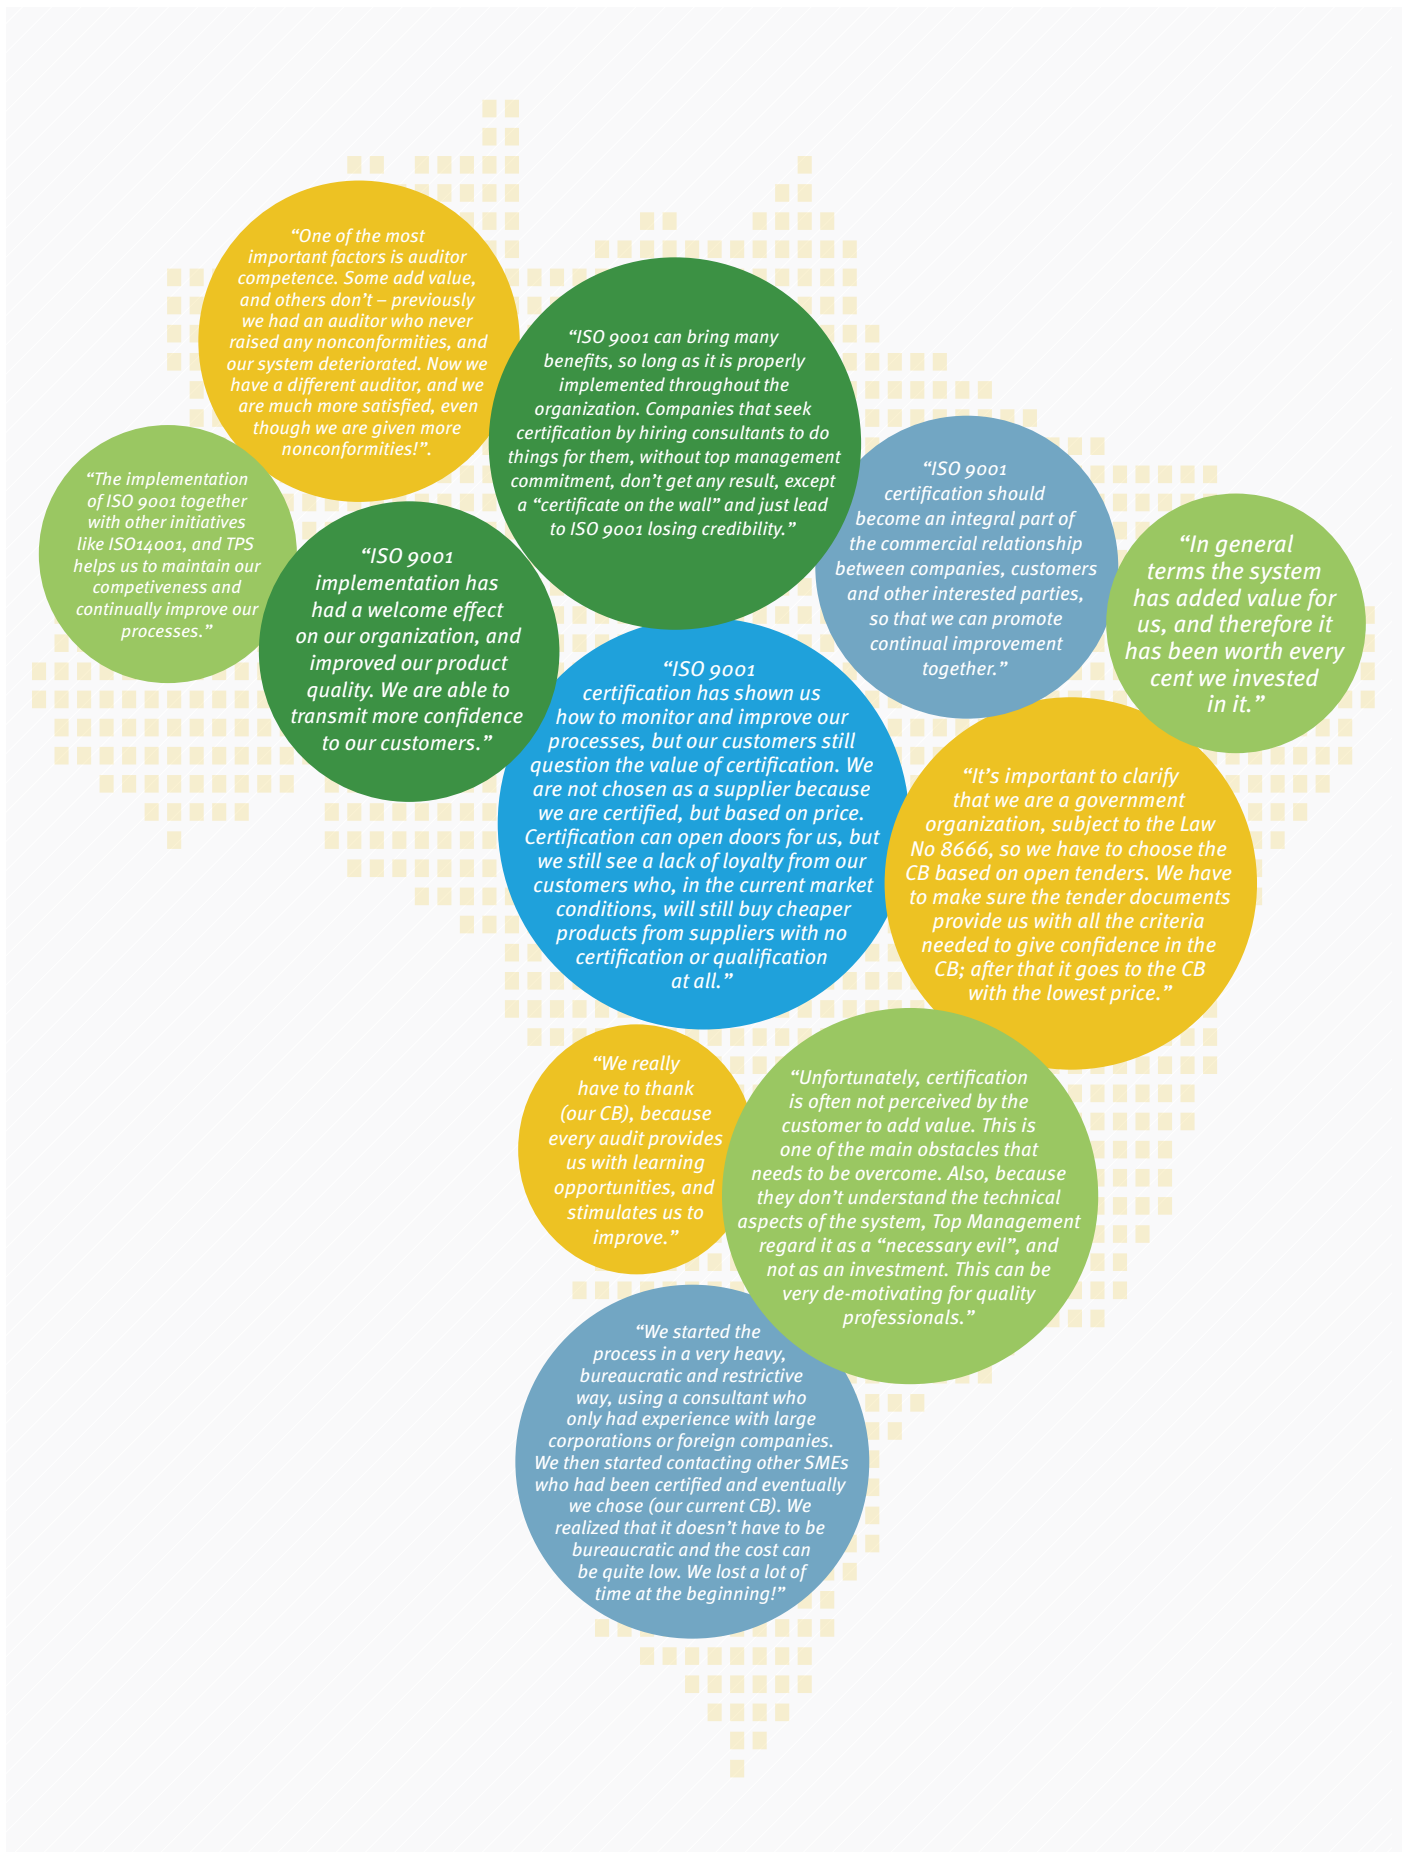 “One of the most
important factors is auditor
competence. Some add value,
and others don’t – previously
we had an auditor who never
raised any nonconformities, and
our system deteriorated. Now we
have a different auditor, and we
are much more satisfied, even
though we are given more
nonconformities!”.
“ISO 9001 can bring many
benefits, so long as it is properly
implemented throughout the
organization. Companies that seek
certification by hiring consultants to do
things for them, without top management
commitment, don’t get any result, except
a “certificate on the wall” and just lead
to ISO 9001 losing credibility.”
“The implementation
of ISO 9001 together
with other initiatives
like ISO14001, and TPS
helps us to maintain our
competiveness and
continually improve our
processes.”
“ISO 9001
implementation has
had a welcome effect
on our organization, and
improved our product
quality. We are able to
transmit more confidence
to our customers.”
“ISO 9001
certification should
become an integral part of
the commercial relationship
between companies, customers
and other interested parties,
so that we can promote
continual improvement
together.”
“In general
terms the system
has added value for
us, and therefore it
has been worth every
cent we invested
in it.”
“ISO 9001
certification has shown us
how to monitor and improve our
processes, but our customers still
question the value of certification. We
are not chosen as a supplier because
we are certified, but based on price.
Certification can open doors for us, but
we still see a lack of loyalty from our
customers who, in the current market
conditions, will still buy cheaper
products from suppliers with no
certification or qualification
at all.”
“It’s important to clarify
that we are a government
organization, subject to the Law
No 8666, so we have to choose the
CB based on open tenders. We have
to make sure the tender documents
provide us with all the criteria
needed to give confidence in the
CB; after that it goes to the CB
with the lowest price.”
“We really
have to thank
(our CB), because
every audit provides
us with learning
opportunities, and
stimulates us to
improve.”
“Unfortunately, certification
is often not perceived by the
customer to add value. This is
one of the main obstacles that
needs to be overcome. Also, because
they don’t understand the technical
aspects of the system, Top Management
regard it as a “necessary evil”, and
not as an investment. This can be
very de-motivating for quality
professionals.”
“We started the
process in a very heavy,
bureaucratic and restrictive
way, using a consultant who
only had experience with large
corporations or foreign companies.
We then started contacting other SMEs
who had been certified and eventually
we chose (our current CB). We
realized that it doesn’t have to be
bureaucratic and the cost can
be quite low. We lost a lot of
time at the beginning!”